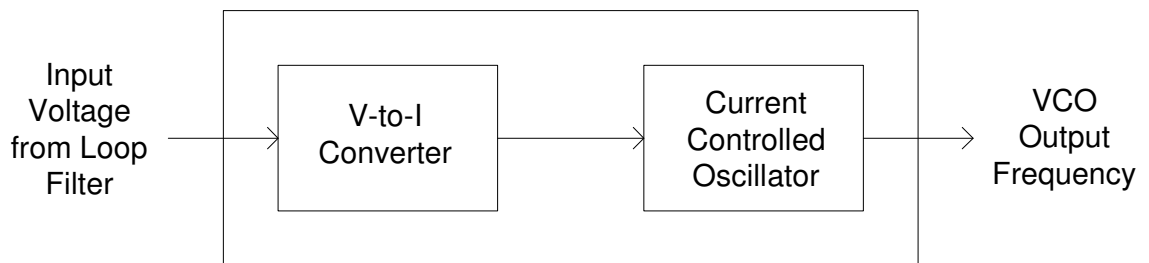 Input
Voltage
from Loop
Filter
V-to-I
Converter
Current
Controlled
Oscillator
VCO
Output
Frequency